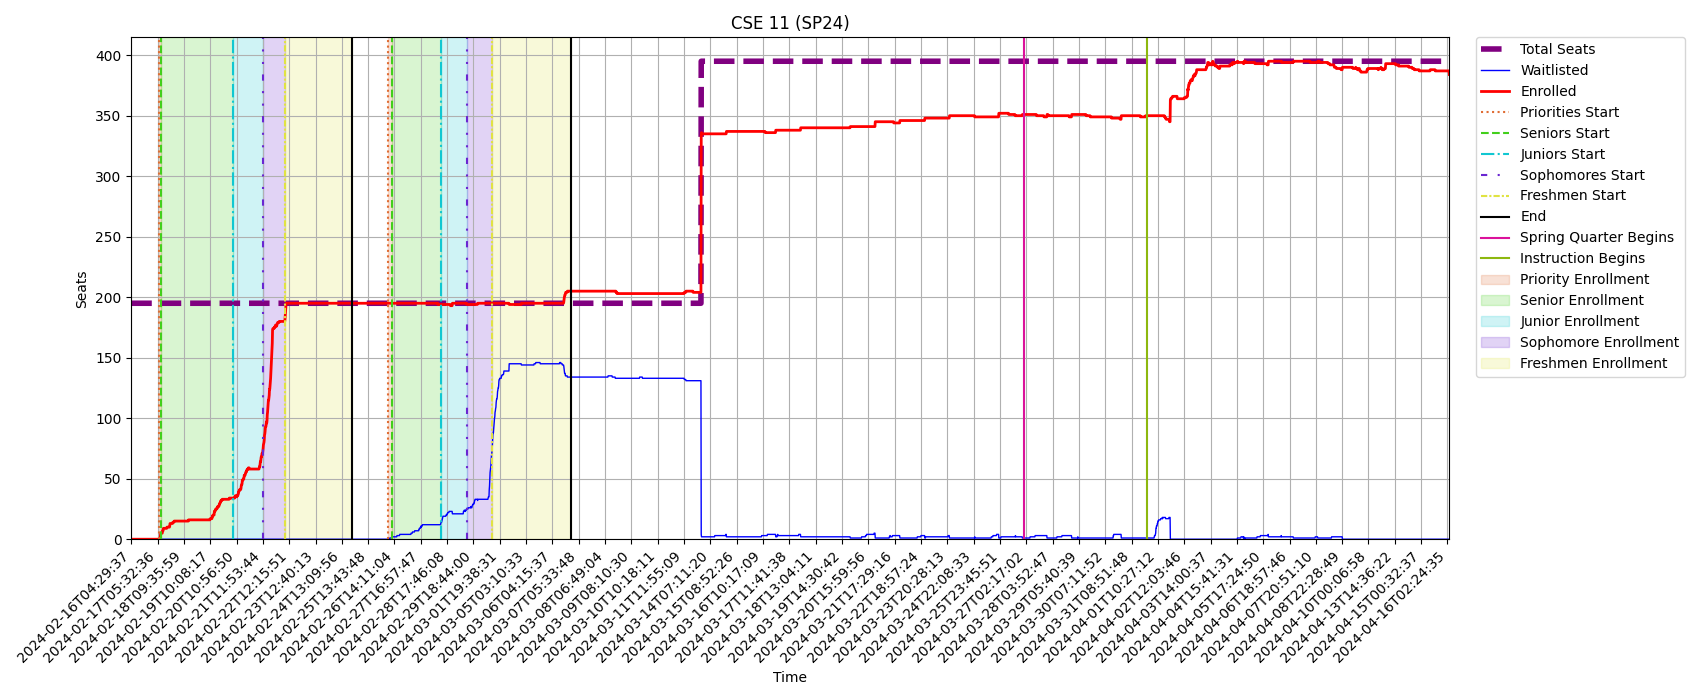 CSE 11 (SP24)
Seats
400
350
300
250
200
150
100
50
0
2024-02-16T04:29:37
2024-02-17T05:32:36
2024-02-18T09:35:59
2024-02-19T10:08:17
2024-02-20T10:56:50
2024-02-21T11:53:44
2024-02-22T12:15:51
2024-02-23T12:40:13
2024-02-24T13:09:56
2024-02-25T13:43:48
2024-02-26T14:11:04
2024-02-27T16:57:47
2024-02-28T17:46:08
2024-02-29T18:44:00
2024-03-01T19:38:31
2024-03-05T03:10:33
2024-03-06T04:15:37
2024-03-07T05:33:48
2024-03-08T06:49:04
2024-03-09T08:10:30
2024-03-10T10:18:11
2024-03-11T11:55:09
2024-03-14T07:11:20
2024-03-15T08:52:26
2024-03-16T10:17:09
2024-03-17T11:41:38
2024-03-18T13:04:11
2024-03-19T14:30:42
2024-03-20T15:59:56
2024-03-21T17:29:16
2024-03-22T18:57:24
2024-03-23T20:28:13
2024-03-24T22:08:33
2024-03-25T23:45:51
2024-03-27T02:17:02
2024-03-28T03:52:47
2024-03-29T05:40:39
2024-03-30T07:11:52
2024-03-31T08:51:48
2024-04-01T10:27:12
2024-04-02T12:03:46
2024-04-03T14:00:37
2024-04-04T15:41:31
2024-04-05T17:24:50
2024-04-06T18:57:46
2024-04-07T20:51:10
2024-04-08T22:28:49
2024-04-10T00:06:58
2024-04-13T14:36:22
2024-04-15T00:32:37
2024-04-16T02:24:35
Time
Total Seats
Waitlisted
Enrolled
Priorities Start
Seniors Start
Juniors Start
Sophomores Start
Freshmen Start
End
Spring Quarter Begins
Instruction Begins
Priority Enrollment
Senior Enrollment
Junior Enrollment
Sophomore Enrollment
Freshmen Enrollment